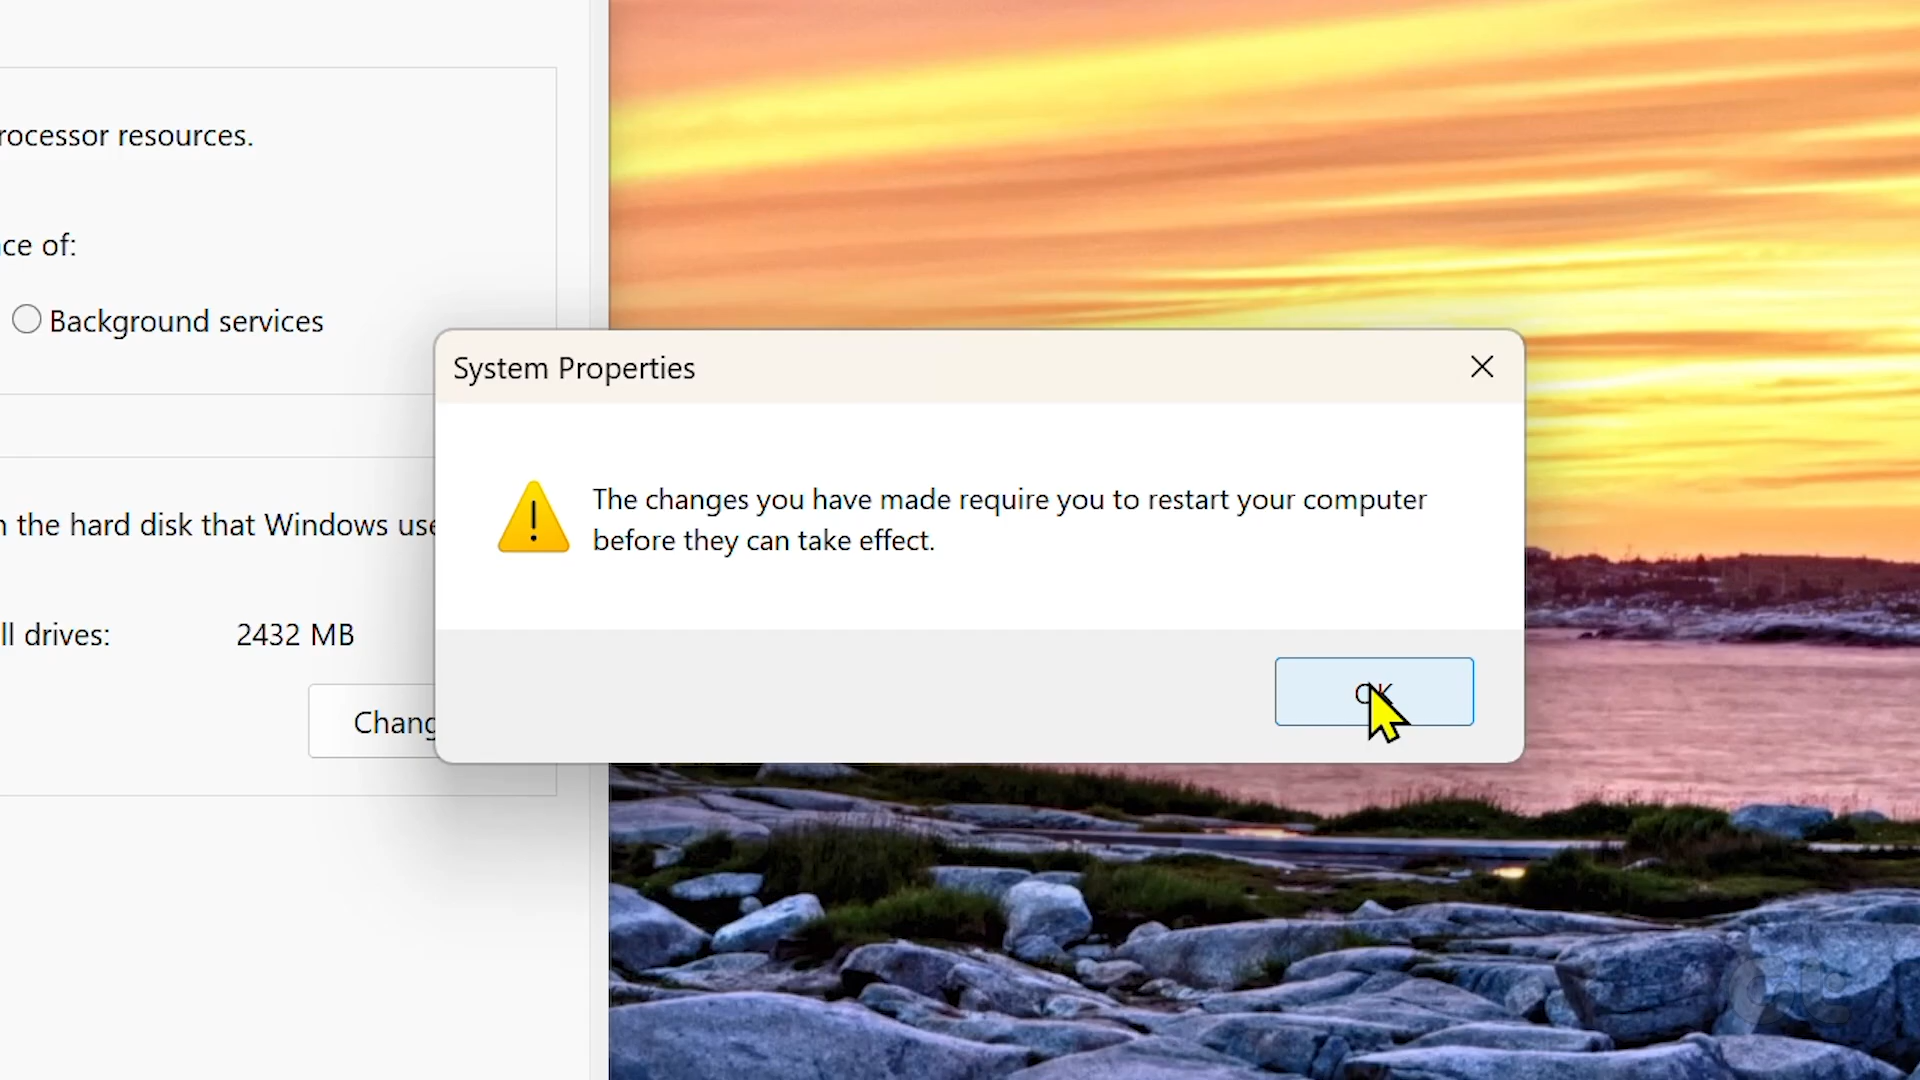 rocessor resources.
ce of:
Background services
System Properties
The changes you have made require you to restart your computer
before they can take effect.
the hard disk that Windows use
ll drives: 2432 MB
Chang
OK